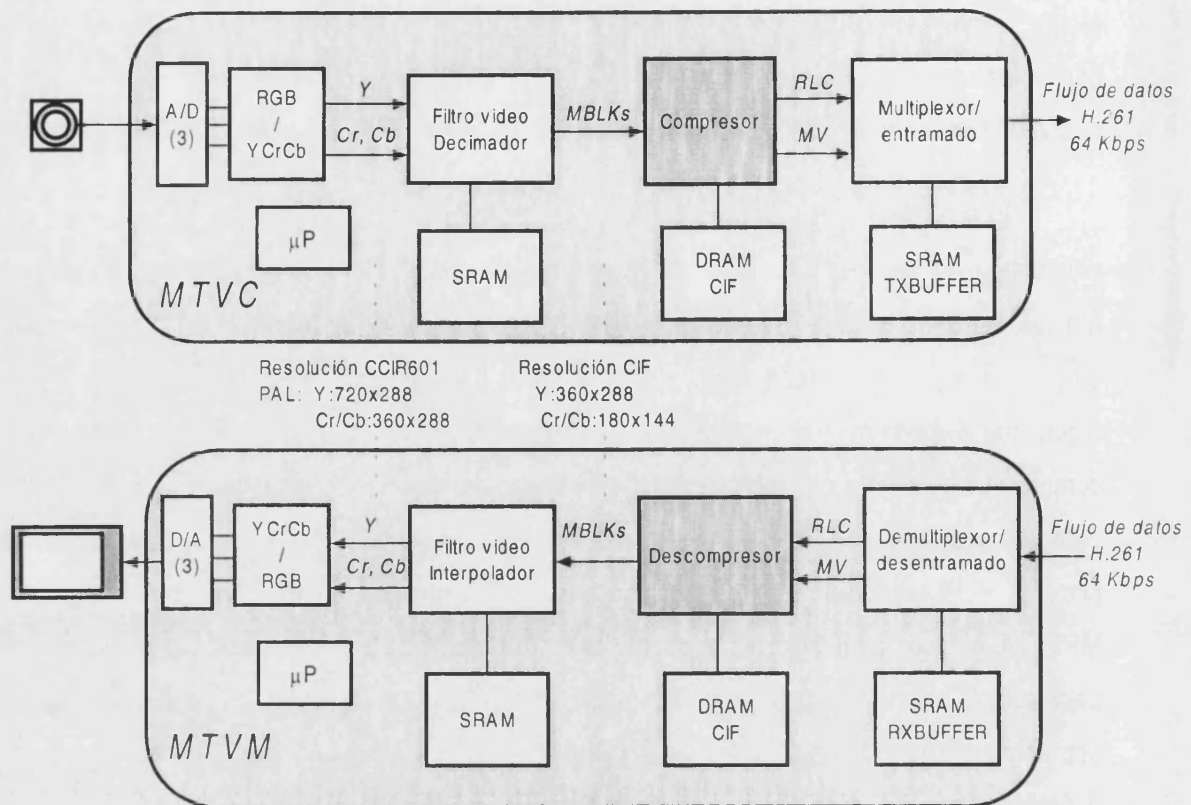 A/D
(3)
RGB
/
YCrCb
Y
Cr, Cb
Filtro video
Decimador
MBLKs
Compresor
RLC
MV
Multiplexor/
entramado
Flujo de datos
H.261
64 Kbps
µP
SRAM
DRAM
CIF
SRAM
TXBUFFER
MTVC
Resolución CCIR601
PAL: Y:720x288
Cr/Cb:360x288
Resolución CIF
Y:360x288
Cr/Cb:180x144
D/A
(3)
YCrCb
/
RGB
Y
Cr, Cb
Filtro video
Interpolador
MBLKs
Descompresor
RLC
MV
Demultiplexor/
desentramado
Flujo de datos
H.261
64 Kbps
µP
SRAM
DRAM
CIF
SRAM
RXBUFFER
MTVM